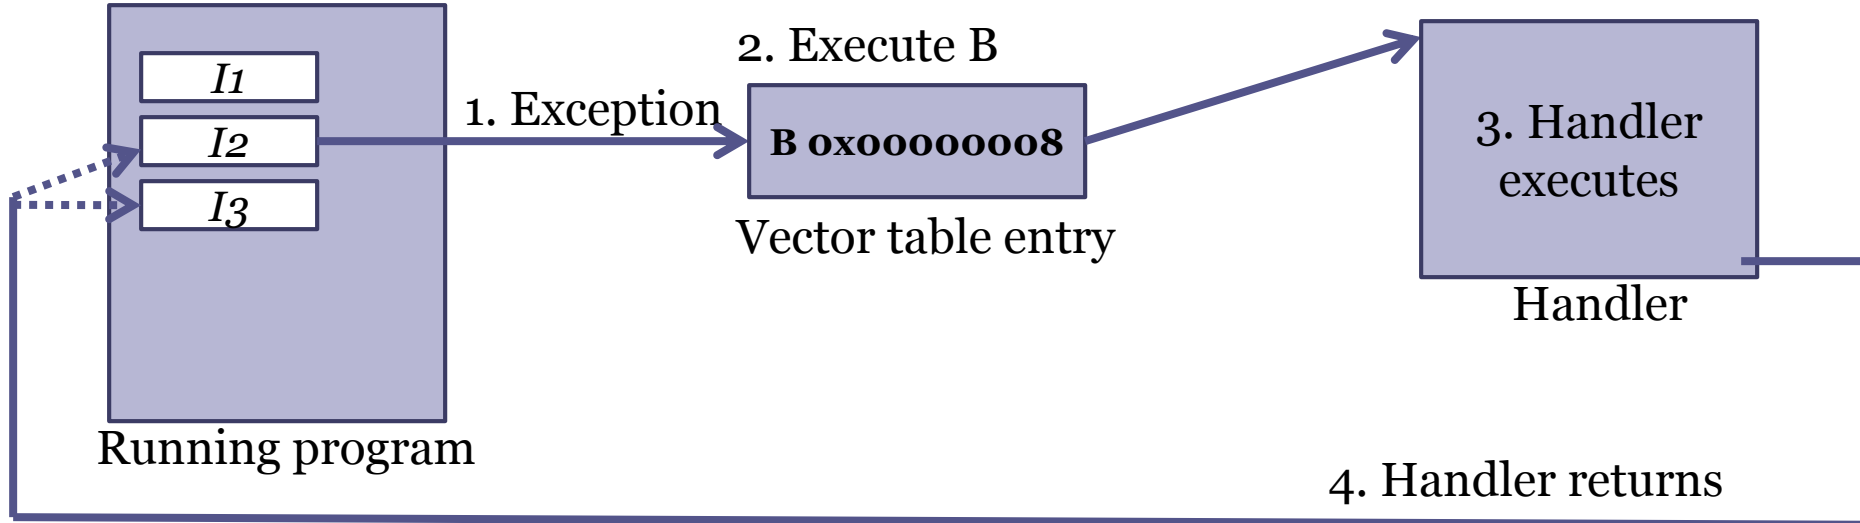 I1
I2
I3
Running program
1. Exception
2. Execute B
B 0x00000008
Vector table entry
3. Handler
executes
Handler
4. Handler returns